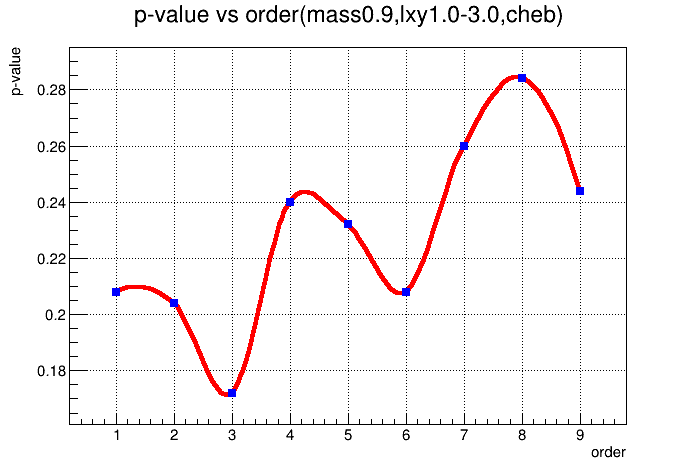 p-value vs order(mass0.9,lxy1.0-3.0,cheb)
p-value
0.28
0.26
0.24
0.22
0.2
0.18
1 2 3 4 5 6 7 8 9
order